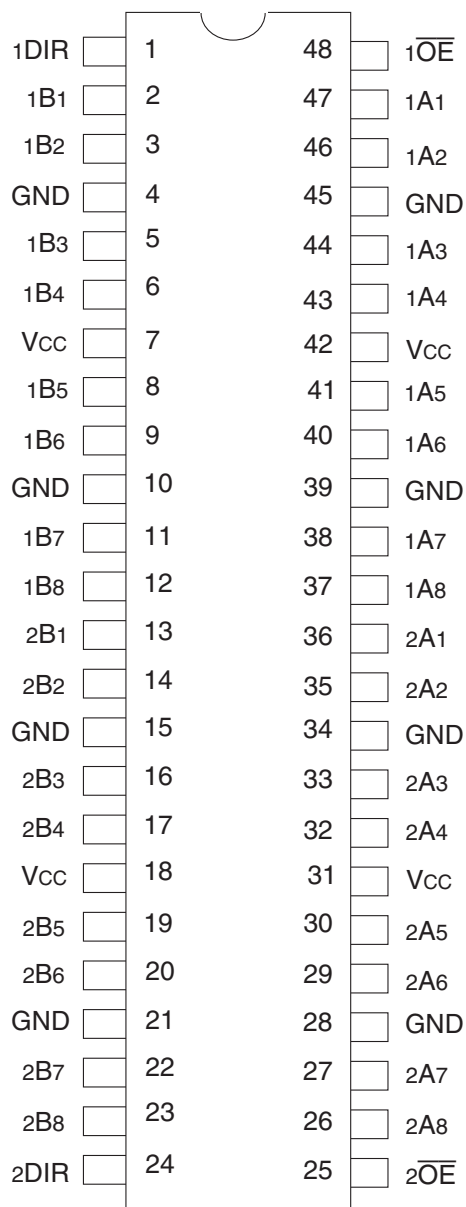 1DIR 1 48 1O̅E̅
1B1 2 47 1A1
1B2 3 46 1A2
GND 4 45 GND
1B3 5 44 1A3
1B4 6 43 1A4
VCC 7 42 VCC
1B5 8 41 1A5
1B6 9 40 1A6
GND 10 39 GND
1B7 11 38 1A7
1B8 12 37 1A8
2B1 13 36 2A1
2B2 14 35 2A2
GND 15 34 GND
2B3 16 33 2A3
2B4 17 32 2A4
VCC 18 31 VCC
2B5 19 30 2A5
2B6 20 29 2A6
GND 21 28 GND
2B7 22 27 2A7
2B8 23 26 2A8
2DIR 24 25 2O̅E̅